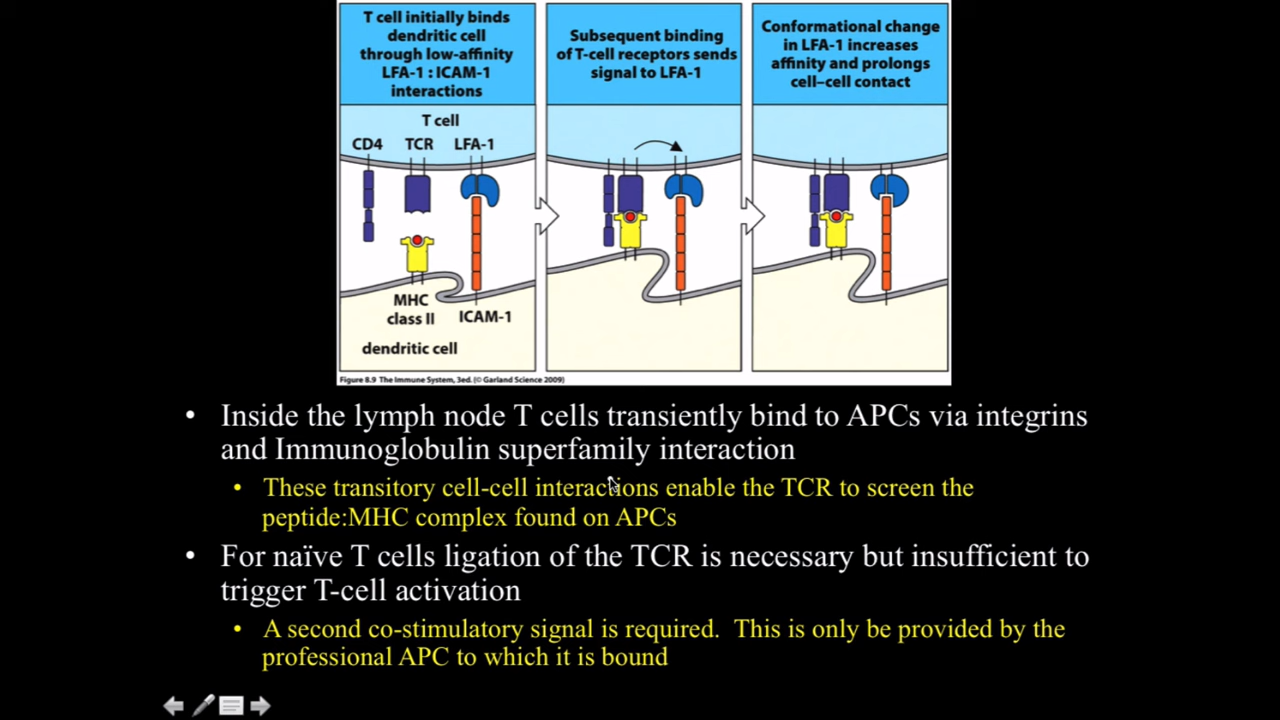 T cell initially binds
dendritic cell
through low-affinity
LFA-1 : ICAM-1
interactions
Subsequent binding
of T-cell receptors sends
signal to LFA-1
Conformational change
in LFA-1 increases
affinity and prolongs
cell–cell contact
T cell
CD4 TCR LFA-1
MHC
class II
ICAM-1
dendritic cell
Figure 8.9 The Immune System, 3ed. (© Garland Science 2009)
• Inside the lymph node T cells transiently bind to APCs via integrins
and Immunoglobulin superfamily interaction
• These transitory cell-cell interactions enable the TCR to screen the
peptide:MHC complex found on APCs
• For naïve T cells ligation of the TCR is necessary but insufficient to
trigger T-cell activation
• A second co-stimulatory signal is required. This is only be provided by the
professional APC to which it is bound